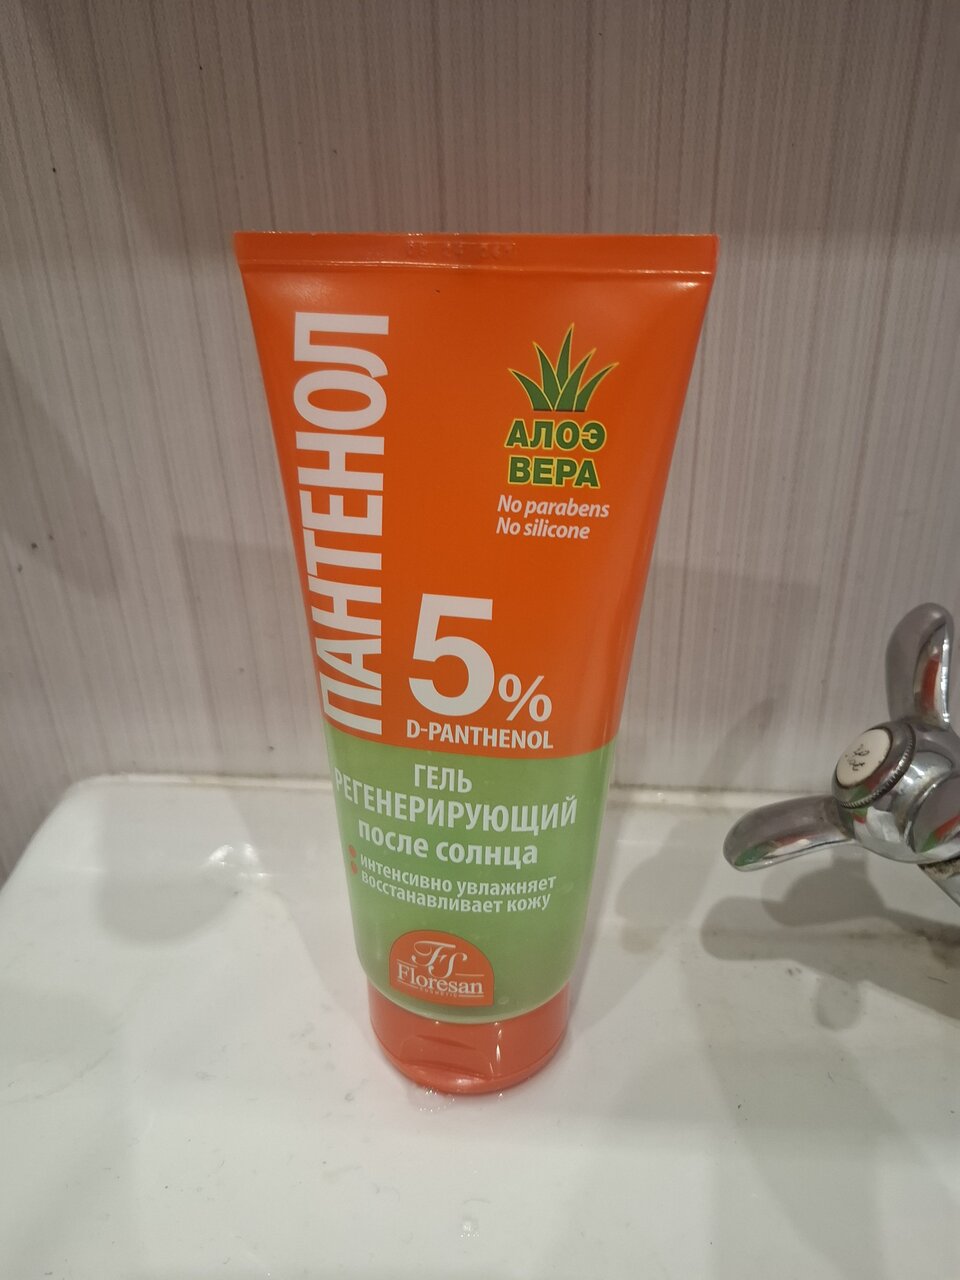 ПАНТЕНОЛ
АЛОЭ
ВЕРА
No parabens
No silicone
5%
D-PANTHENOL
ГЕЛЬ
РЕГЕНЕРИРУЮЩИЙ
после солнца
интенсивно увлажняет
восстанавливает кожу
FS
Floresan
COSMETIC